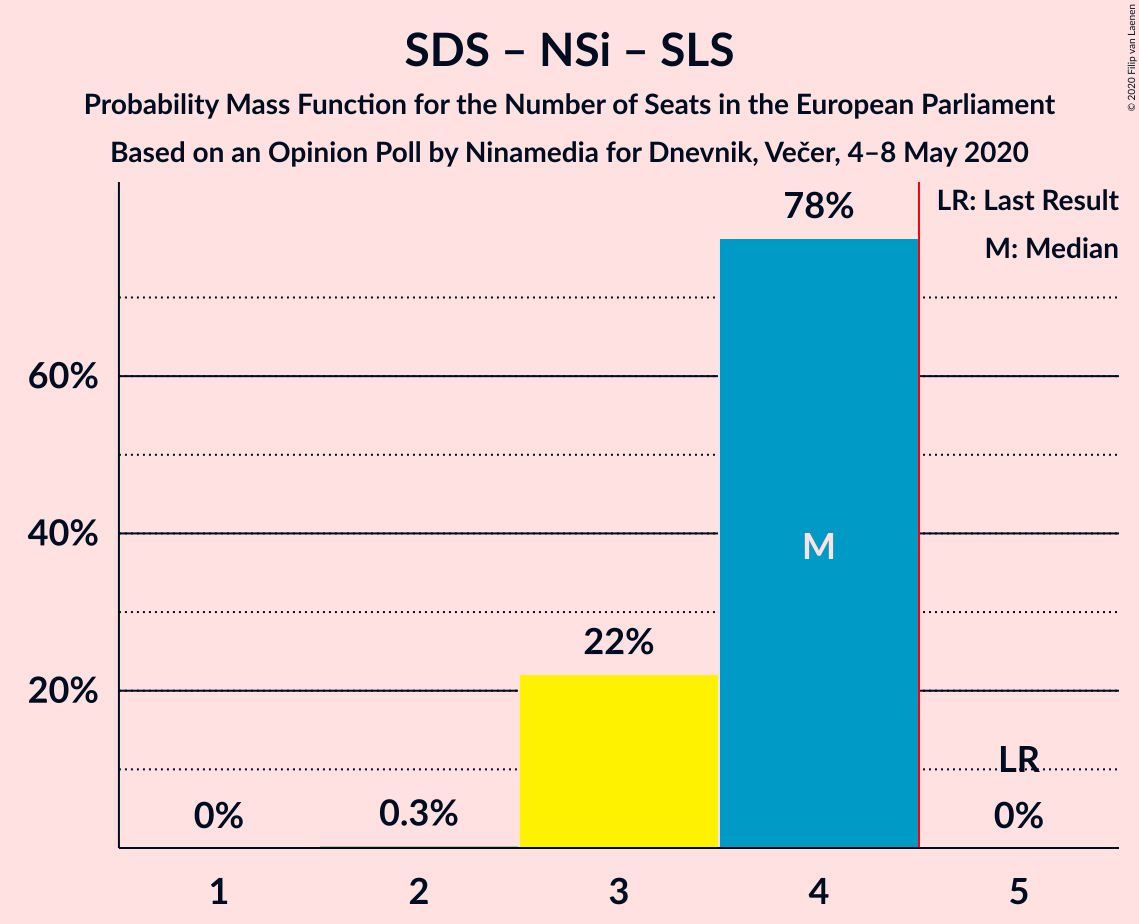 SDS – NSi – SLS
Probability Mass Function for the Number of Seats in the European Parliament
Based on an Opinion Poll by Ninamedia for Dnevnik, Večer, 4–8 May 2020
© 2020 Filip van Laenen
LR: Last Result
M: Median
78%
60%
40%
20%
M
22%
LR
0%
0.3%
0%
1
2
3
4
5